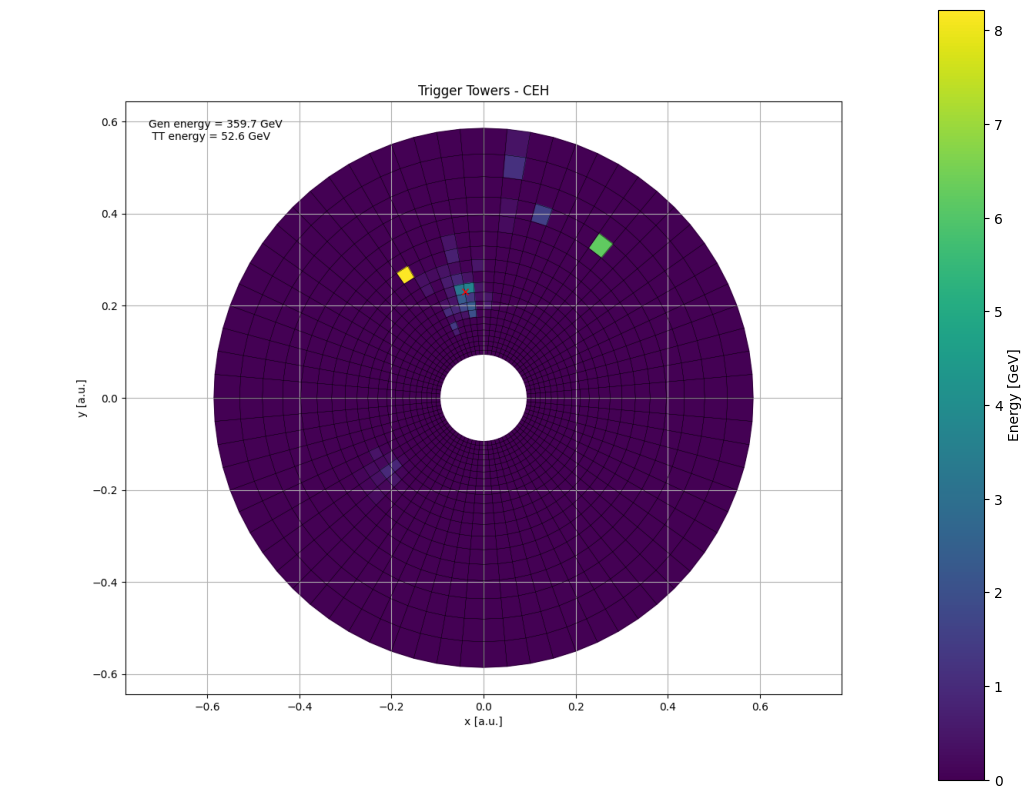 Trigger Towers - CEH
Gen energy = 359.7 GeV
TT energy = 52.6 GeV
0.6
0.4
0.2
0.0
−0.2
−0.4
−0.6
y [a.u.]
−0.6 −0.4 −0.2 0.0 0.2 0.4 0.6
x [a.u.]
8
7
6
5
4
3
2
1
0
Energy [GeV]